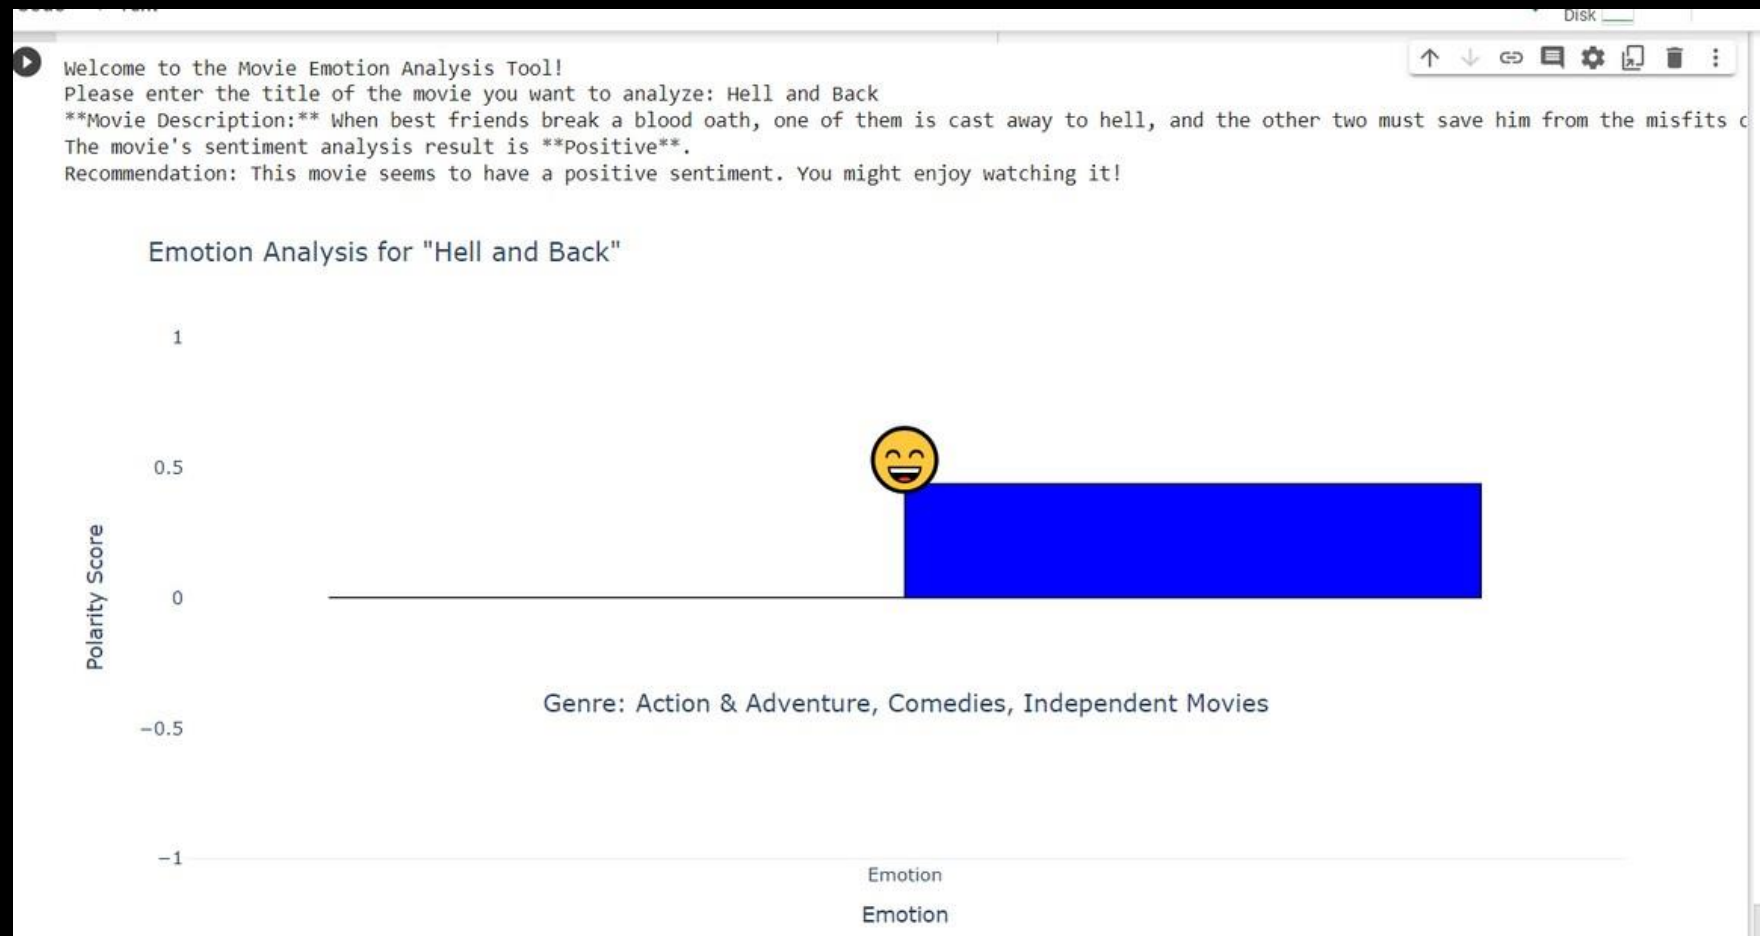 Disk
Welcome to the Movie Emotion Analysis Tool!
Please enter the title of the movie you want to analyze: Hell and Back
**Movie Description:** When best friends break a blood oath, one of them is cast away to hell, and the other two must save him from the misfits
The movie's sentiment analysis result is **Positive**.
Recommendation: This movie seems to have a positive sentiment. You might enjoy watching it!
Emotion Analysis for "Hell and Back"
1
0.5
Polarity Score
0
Genre: Action & Adventure, Comedies, Independent Movies
−0.5
−1
Emotion
Emotion